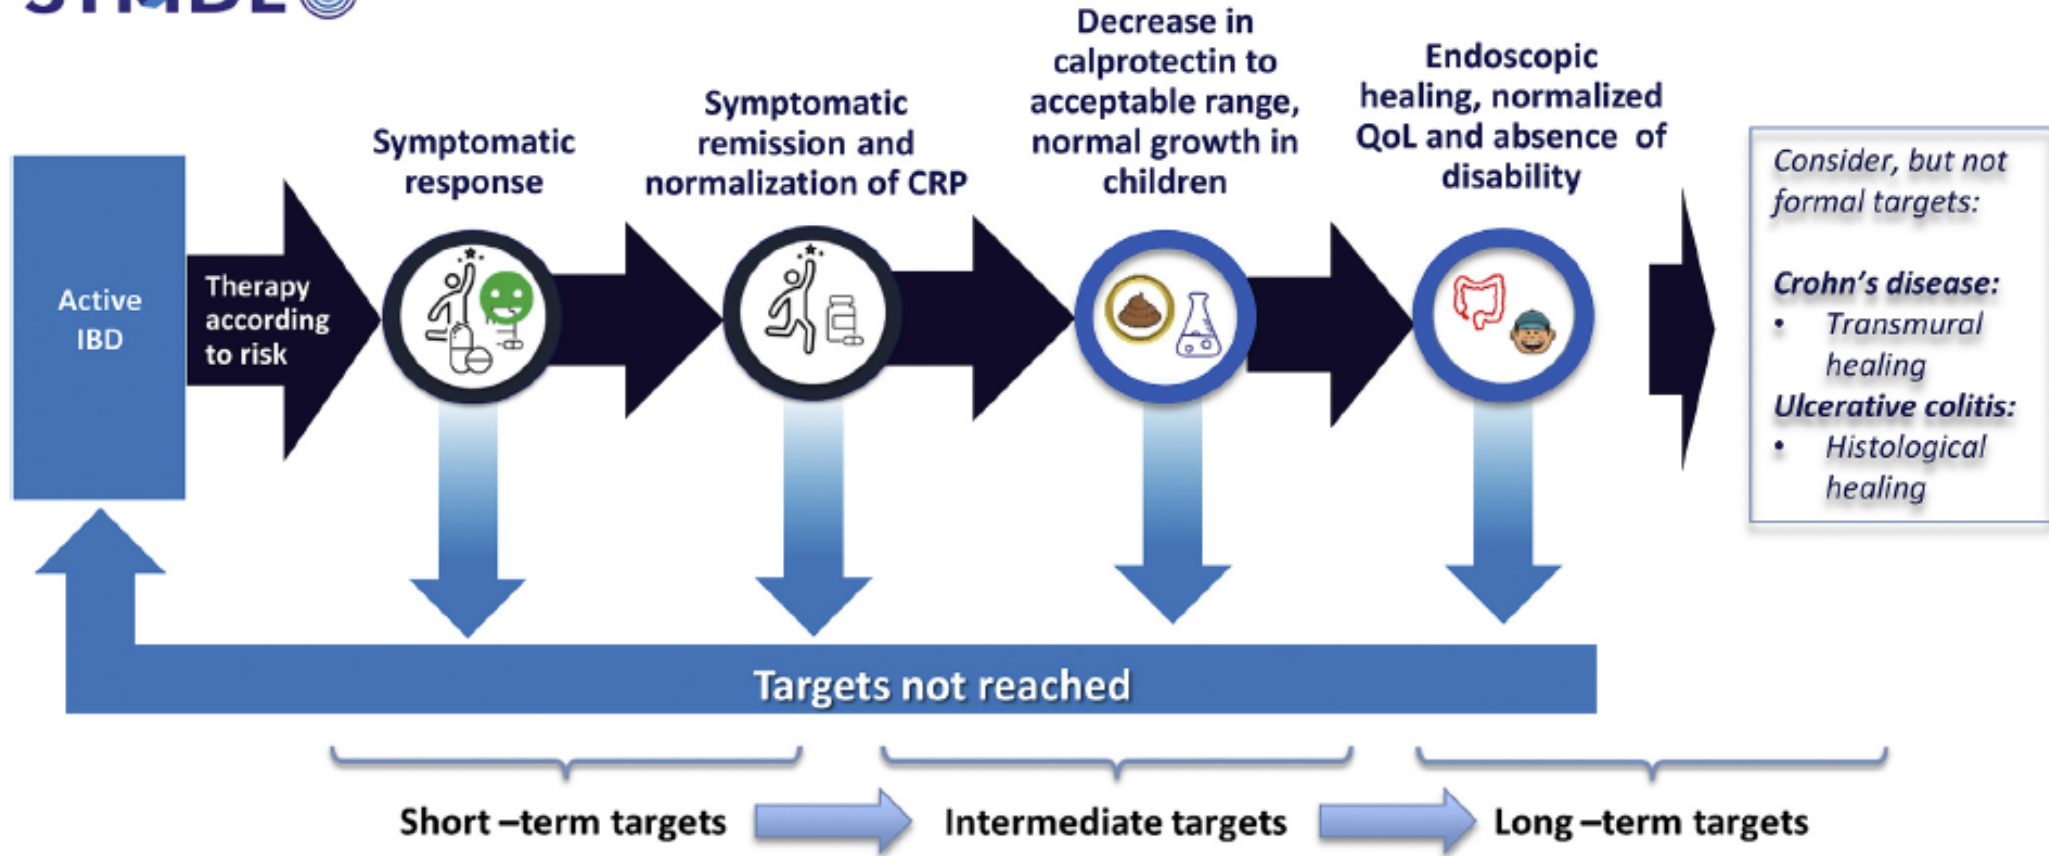 Active
IBD
Therapy
according
to risk
Symptomatic
response
Symptomatic
remission and
normalization of CRP
Decrease in
calprotectin to
acceptable range,
normal growth in
children
Endoscopic
healing, normalized
QoL and absence of
disability
Consider, but not
formal targets:
Crohn’s disease:
• Transmural
healing
Ulcerative colitis:
• Histological
healing
Targets not reached
Short –term targets
Intermediate targets
Long –term targets